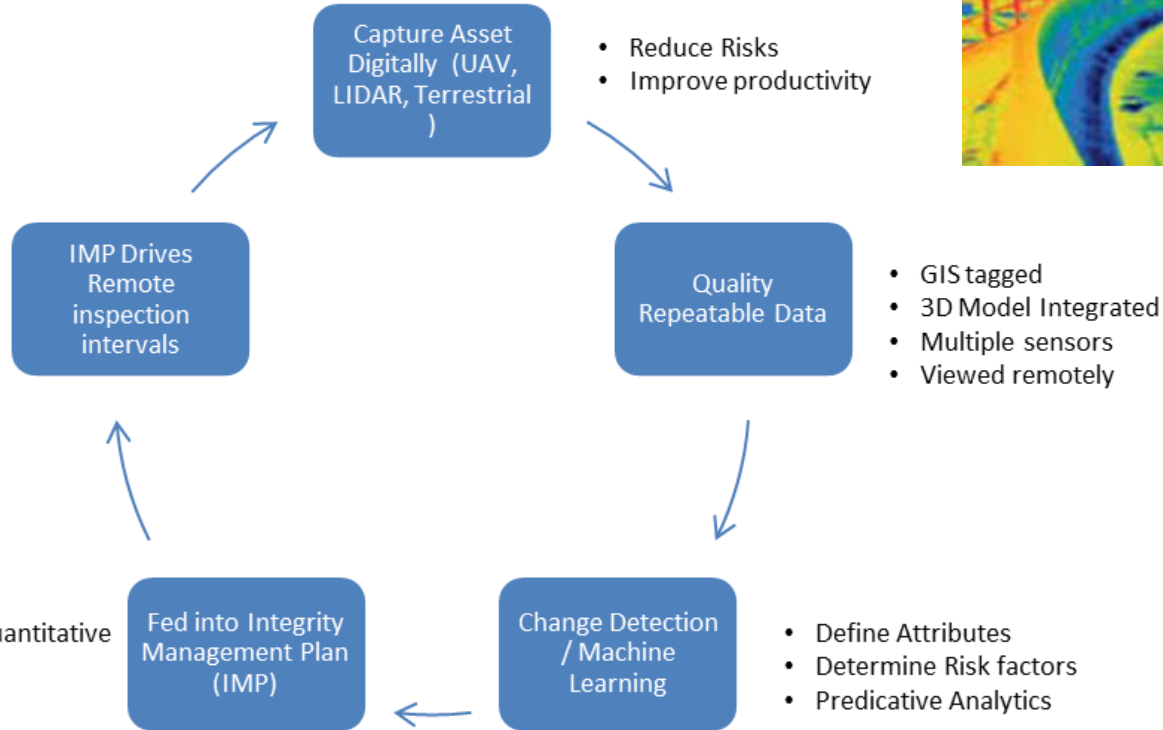 Capture Asset
Digitally (UAV,
LIDAR, Terrestrial
)
• Reduce Risks
• Improve productivity
Quality
Repeatable Data
• GIS tagged
• 3D Model Integrated
• Multiple sensors
• Viewed remotely
Change Detection
/ Machine
Learning
• Define Attributes
• Determine Risk factors
• Predicative Analytics
Fed into Integrity
Management Plan
(IMP)
IMP Drives
Remote
inspection
intervals